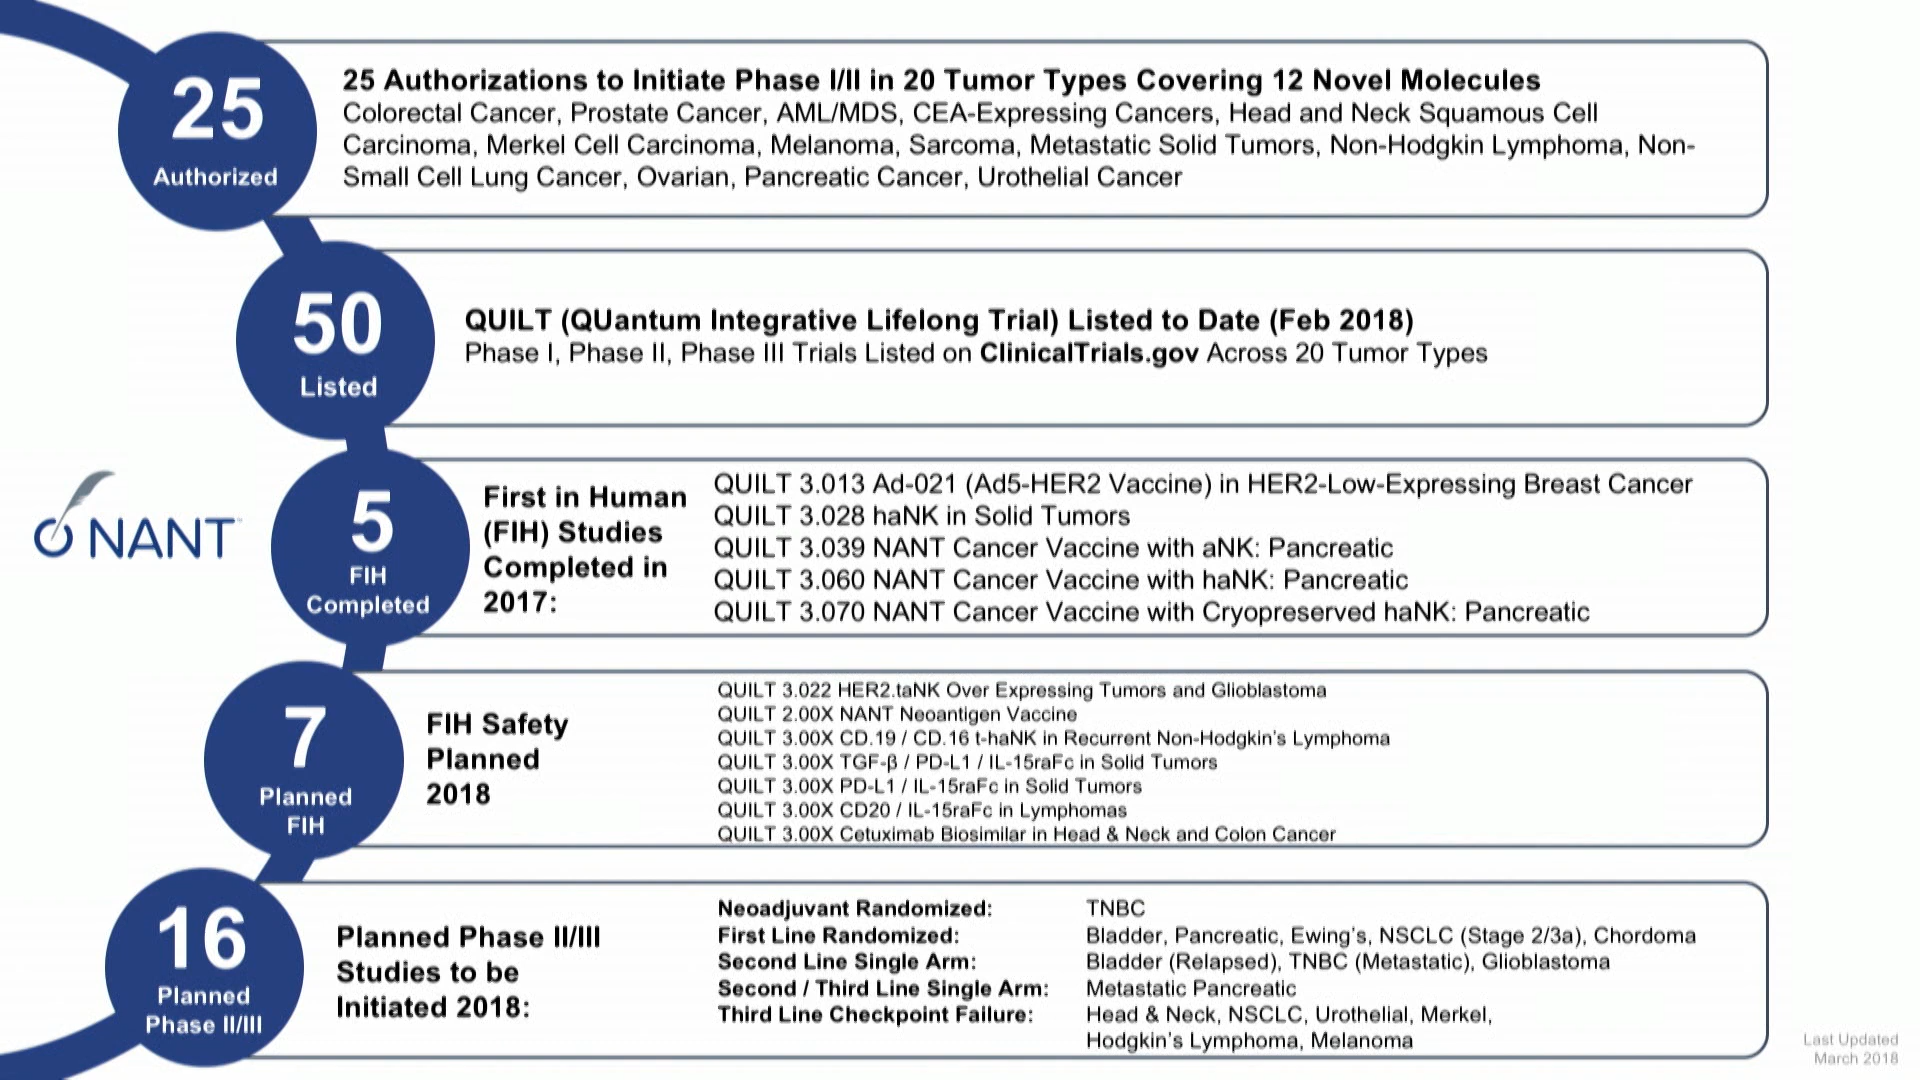 25
Authorized
25 Authorizations to Initiate Phase I/II in 20 Tumor Types Covering 12 Novel Molecules
Colorectal Cancer, Prostate Cancer, AML/MDS, CEA-Expressing Cancers, Head and Neck Squamous Cell
Carcinoma, Merkel Cell Carcinoma, Melanoma, Sarcoma, Metastatic Solid Tumors, Non-Hodgkin Lymphoma, Non-
Small Cell Lung Cancer, Ovarian, Pancreatic Cancer, Urothelial Cancer
50
Listed
QUILT (QUantum Integrative Lifelong Trial) Listed to Date (Feb 2018)
Phase I, Phase II, Phase III Trials Listed on ClinicalTrials.gov Across 20 Tumor Types
NANT
5
FIH
Completed
First in Human
(FIH) Studies
Completed in
2017:
QUILT 3.013 Ad-021 (Ad5-HER2 Vaccine) in HER2-Low-Expressing Breast Cancer
QUILT 3.028 haNK in Solid Tumors
QUILT 3.039 NANT Cancer Vaccine with aNK: Pancreatic
QUILT 3.060 NANT Cancer Vaccine with haNK: Pancreatic
QUILT 3.070 NANT Cancer Vaccine with Cryopreserved haNK: Pancreatic
7
Planned
FIH
FIH Safety
Planned
2018
QUILT 3.022 HER2.taNK Over Expressing Tumors and Glioblastoma
QUILT 2.00X NANT Neoantigen Vaccine
QUILT 3.00X CD.19 / CD.16 t-haNK in Recurrent Non-Hodgkin's Lymphoma
QUILT 3.00X TGF-β / PD-L1 / IL-15raFc in Solid Tumors
QUILT 3.00X PD-L1 / IL-15raFc in Solid Tumors
QUILT 3.00X CD20 / IL-15raFc in Lymphomas
QUILT 3.00X Cetuximab Biosimilar in Head & Neck and Colon Cancer
16
Planned
Phase II/III
Planned Phase II/III
Studies to be
Initiated 2018:
Neoadjuvant Randomized: TNBC
First Line Randomized: Bladder, Pancreatic, Ewing's, NSCLC (Stage 2/3a), Chordoma
Second Line Single Arm: Bladder (Relapsed), TNBC (Metastatic), Glioblastoma
Second / Third Line Single Arm: Metastatic Pancreatic
Third Line Checkpoint Failure: Head & Neck, NSCLC, Urothelial, Merkel,
Hodgkin's Lymphoma, Melanoma
Last Updated
March 2018